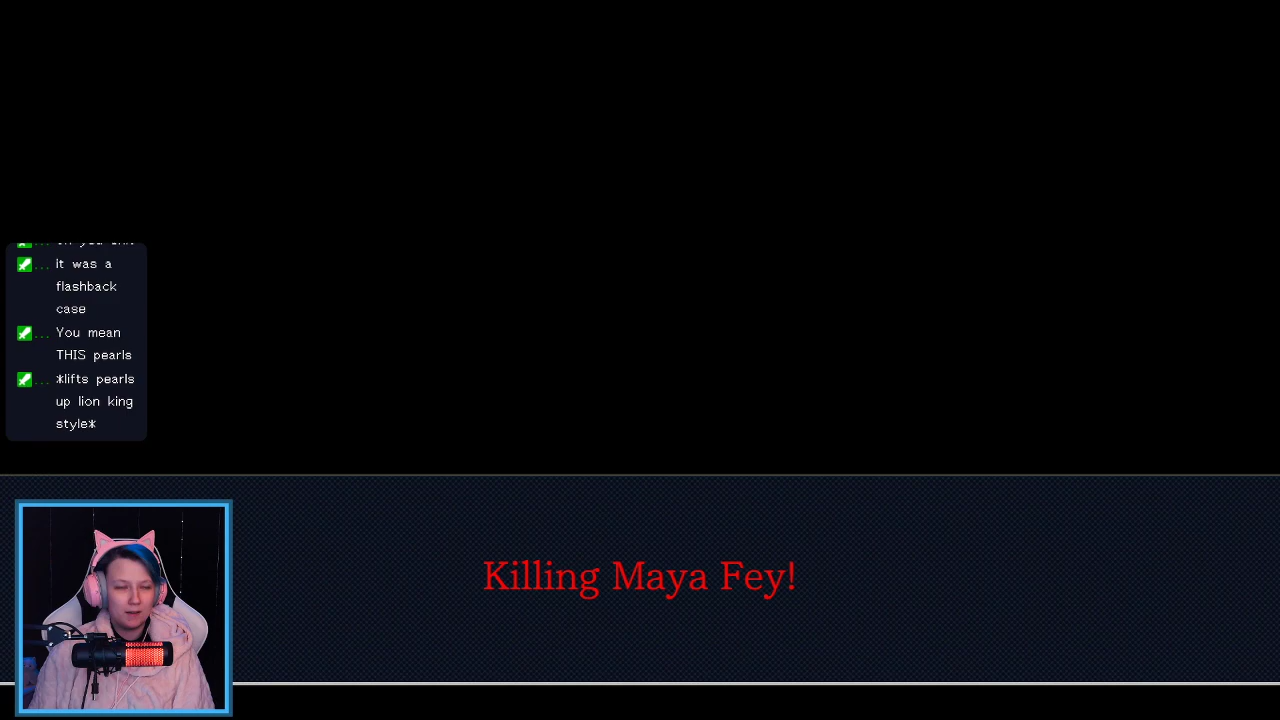 it was a
flashback
case
You mean
THIS pearls
*lifts pearls
up lion king
style*
Killing Maya Fey!